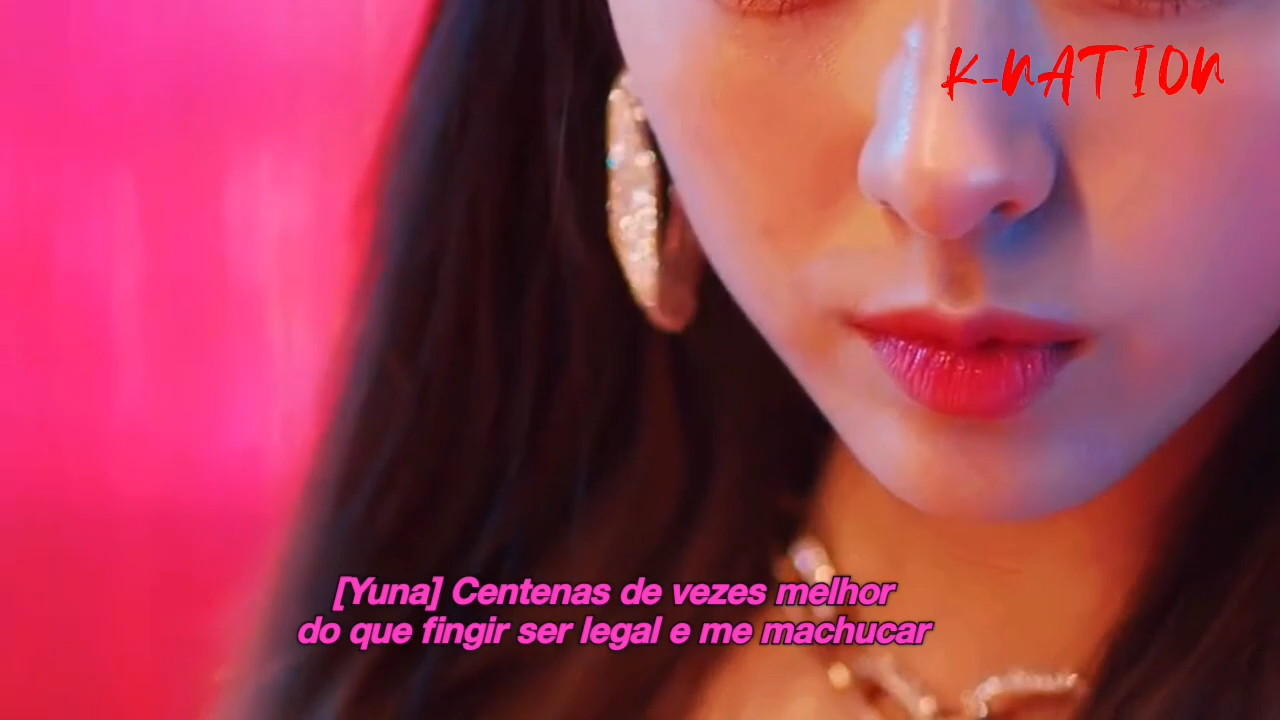 K-NATION
[Yuna] Centenas de vezes melhor
do que fingir ser legal e me machucar